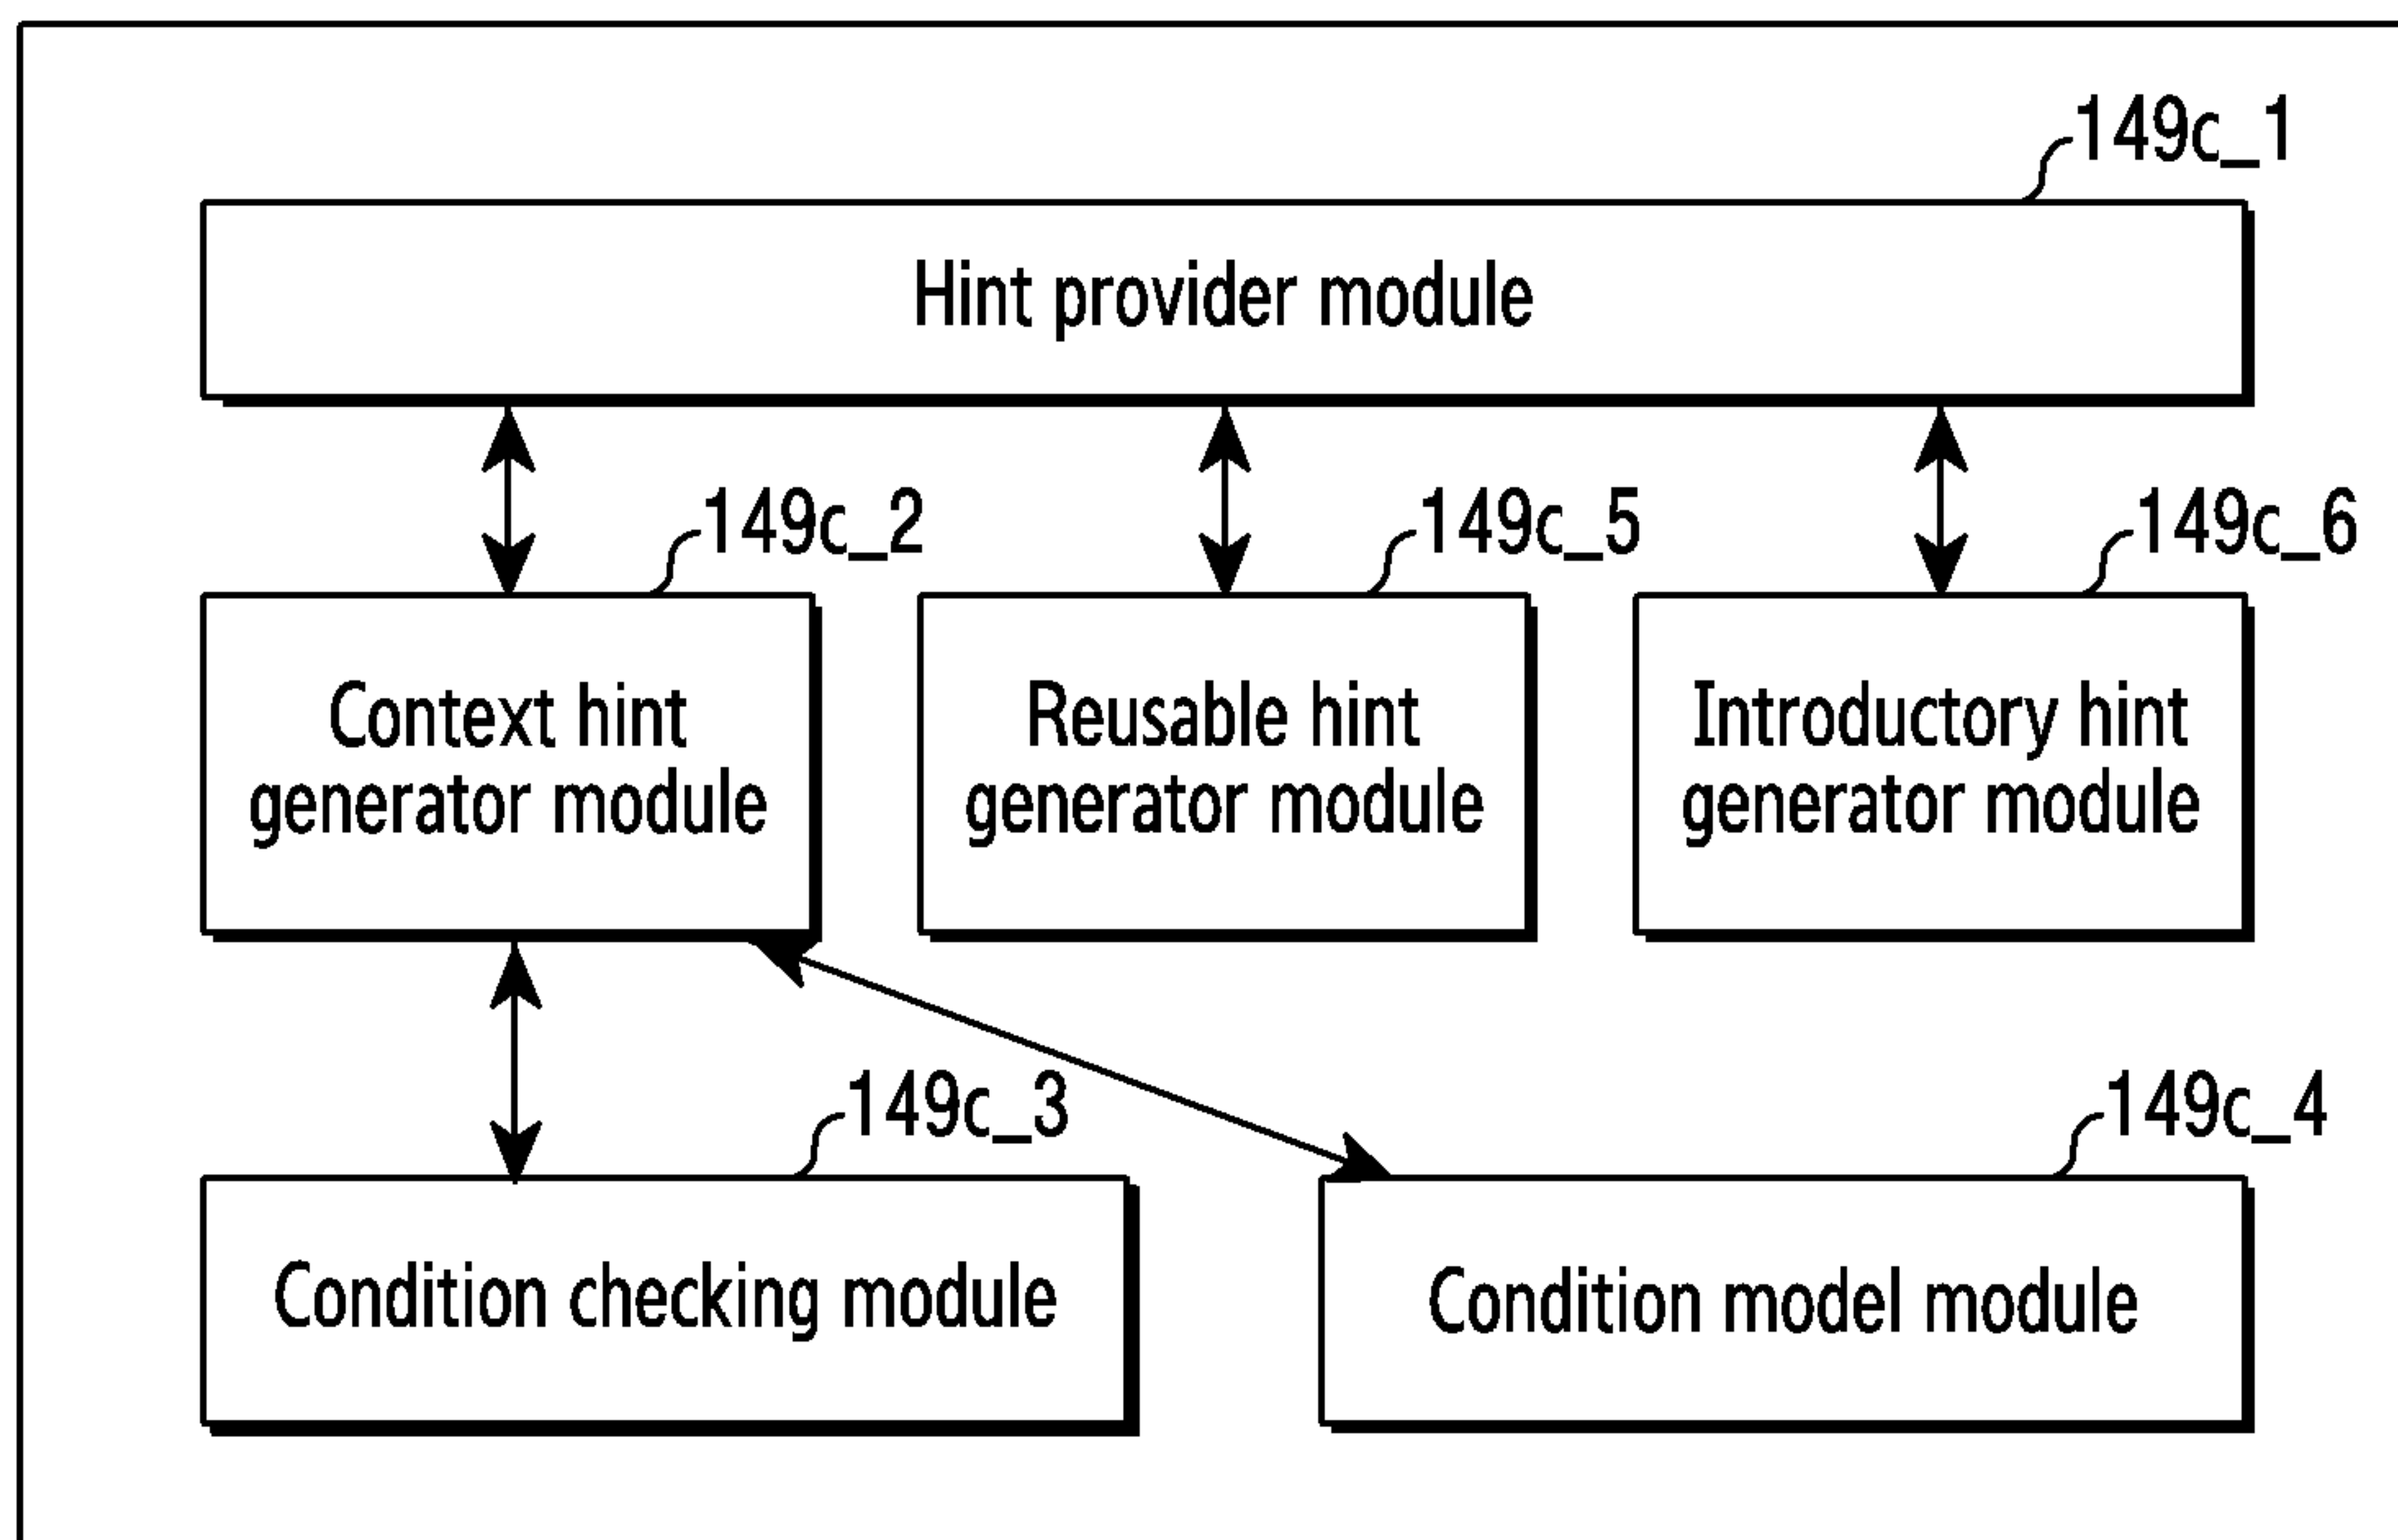 149c_1
Hint provider module
149c_2
149c_5
149c_6
Context hint
generator module
Reusable hint
generator module
Introductory hint
generator module
149c_3
149c_4
Condition checking module
Condition model module